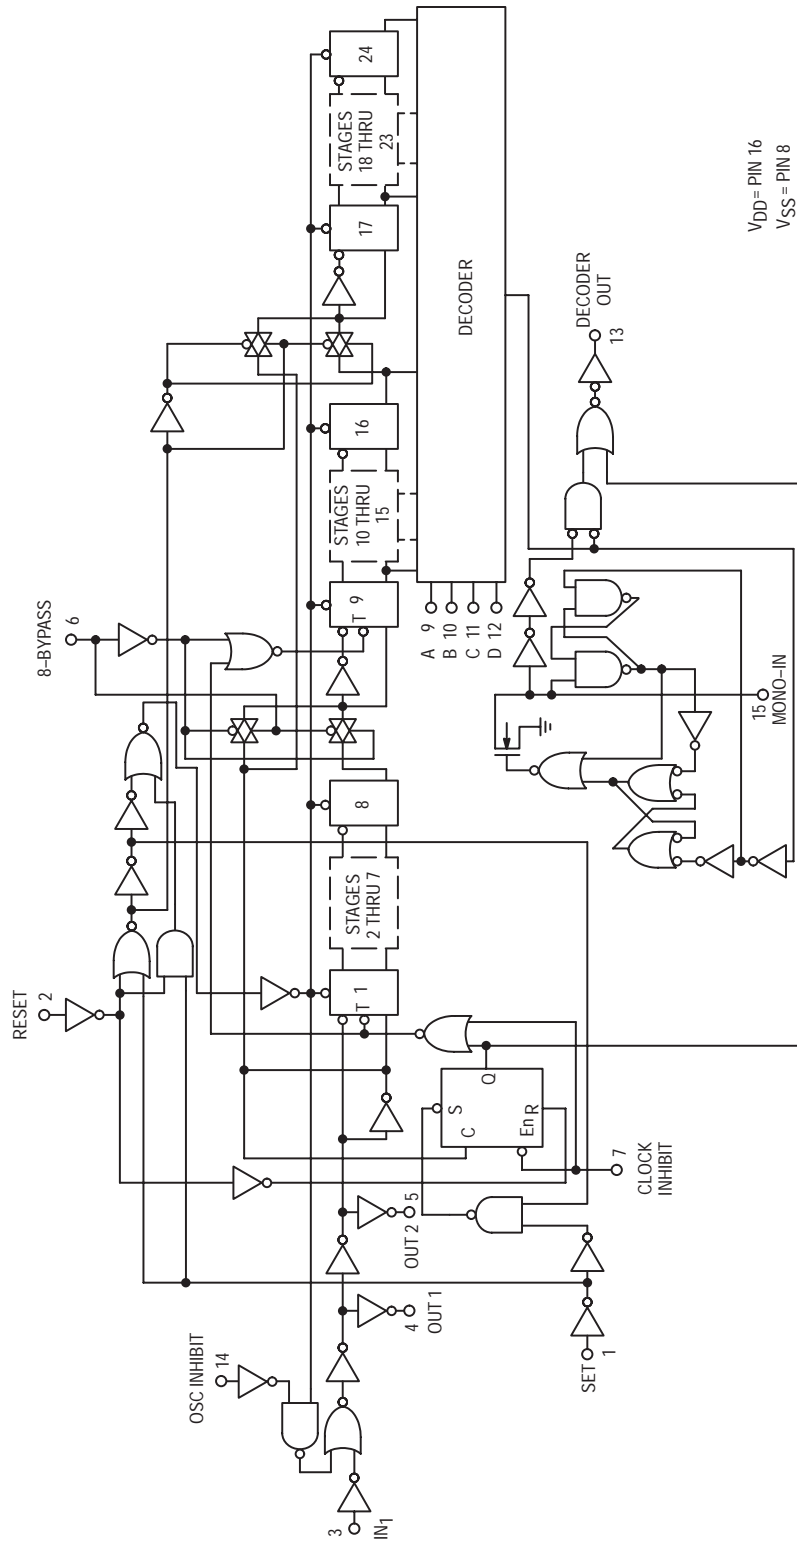 RESET
2
8–BYPASS
6
OSC INHIBIT
14
3
IN1
4
OUT 1
OUT 2
5
SET
1
7
CLOCK
INHIBIT
C
S
En
R
Q
T
1
STAGES
2 THRU 7
8
T
9
STAGES
10 THRU
15
16
17
STAGES
18 THRU
23
24
DECODER
A 9
B 10
C 11
D 12
15
MONO–IN
DECODER
OUT
13
VDD = PIN 16
VSS = PIN 8